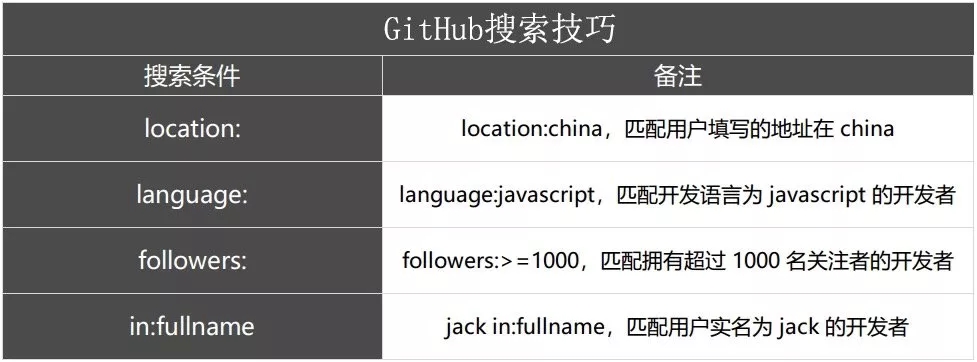 GitHub搜索技巧
搜索条件 备注
location: location:china，匹配用户填写的地址在 china
language: language:javascript，匹配开发语言为 javascript 的开发者
followers: followers:>=1000，匹配拥有超过 1000 名关注者的开发者
in:fullname jack in:fullname，匹配用户实名为 jack 的开发者